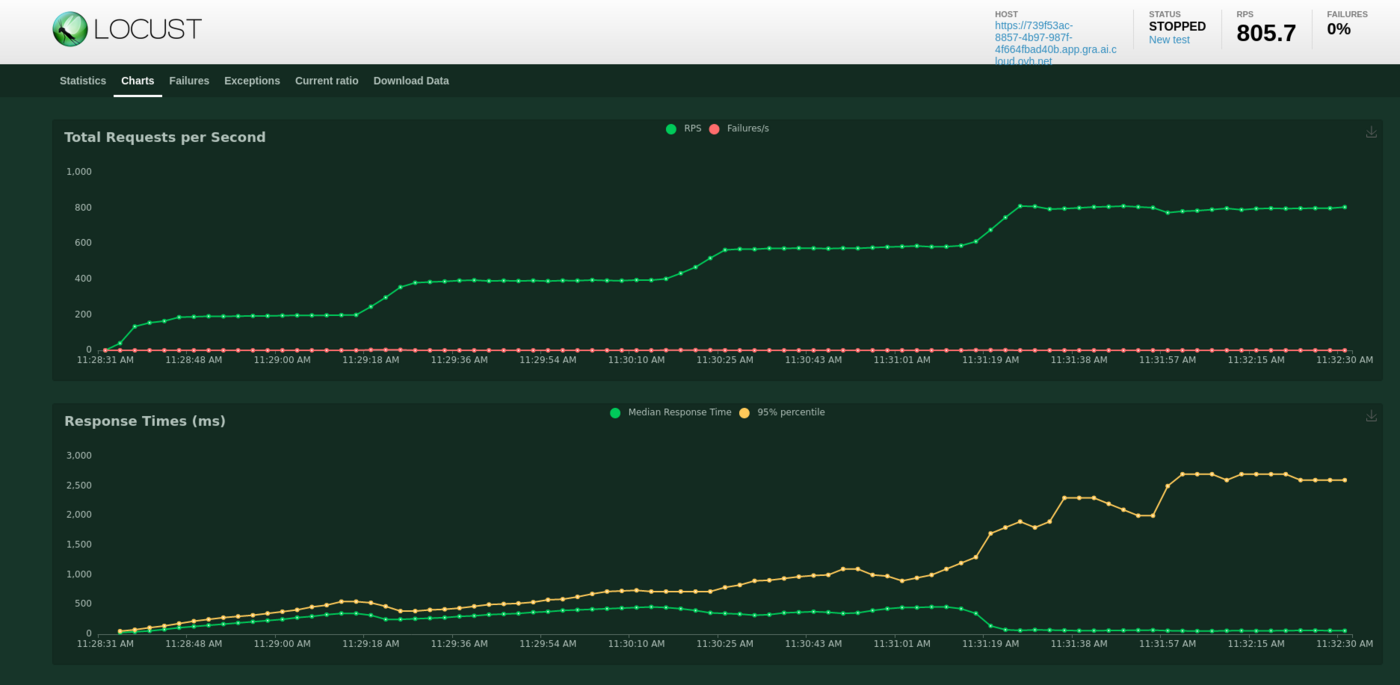 LOCUST
HOST
https://739f53ac-
8857-4b97-987f-
4f664fbad40b.app.gra.ai.c
loud.ovh.net
STATUS
STOPPED
New test
RPS
805.7
FAILURES
0%
Statistics Charts Failures Exceptions Current ratio Download Data
Total Requests per Second
RPS Failures/s
1,000
800
600
400
200
0
11:28:31 AM 11:28:48 AM 11:29:00 AM 11:29:18 AM 11:29:36 AM 11:29:54 AM 11:30:10 AM 11:30:25 AM 11:30:43 AM 11:31:01 AM 11:31:19 AM 11:31:38 AM 11:31:57 AM 11:32:15 AM 11:32:30 AM
Response Times (ms)
Median Response Time 95% percentile
3,000
2,500
2,000
1,500
1,000
500
0
11:28:31 AM 11:28:48 AM 11:29:00 AM 11:29:18 AM 11:29:36 AM 11:29:54 AM 11:30:10 AM 11:30:25 AM 11:30:43 AM 11:31:01 AM 11:31:19 AM 11:31:38 AM 11:31:57 AM 11:32:15 AM 11:32:30 AM